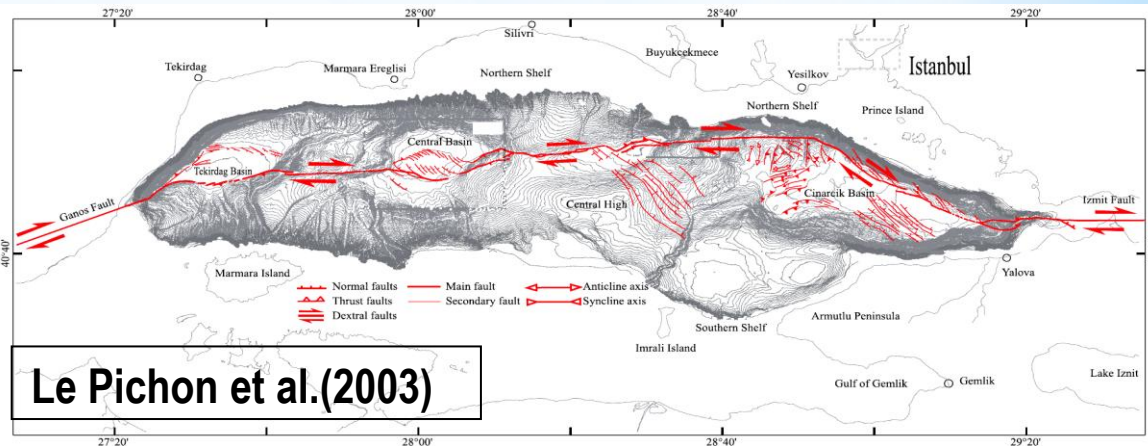 27°20' 28°00' 28°40' 29°20'
Silivri
Buyukcekmece
Istanbul
Tekirdag
Marmara Ereglisi
Northern Shelf
Yesilkov
Northern Shelf
Prince Island
Central Basin
Tekirdag Basin
Cinarcik Basin
Ganos Fault
Central High
Izmit Fault
40°40'
40°40'
Marmara Island
Yalova
Normal faults
Main fault
Anticline axis
Thrust faults
Secondary fault
Syncline axis
Dextral faults
Southern Shelf
Armutlu Peninsula
Imrali Island
Le Pichon et al.(2003)
Gulf of Gemlik
Gemlik
Lake Iznit
27°20' 28°00' 28°40' 29°20'